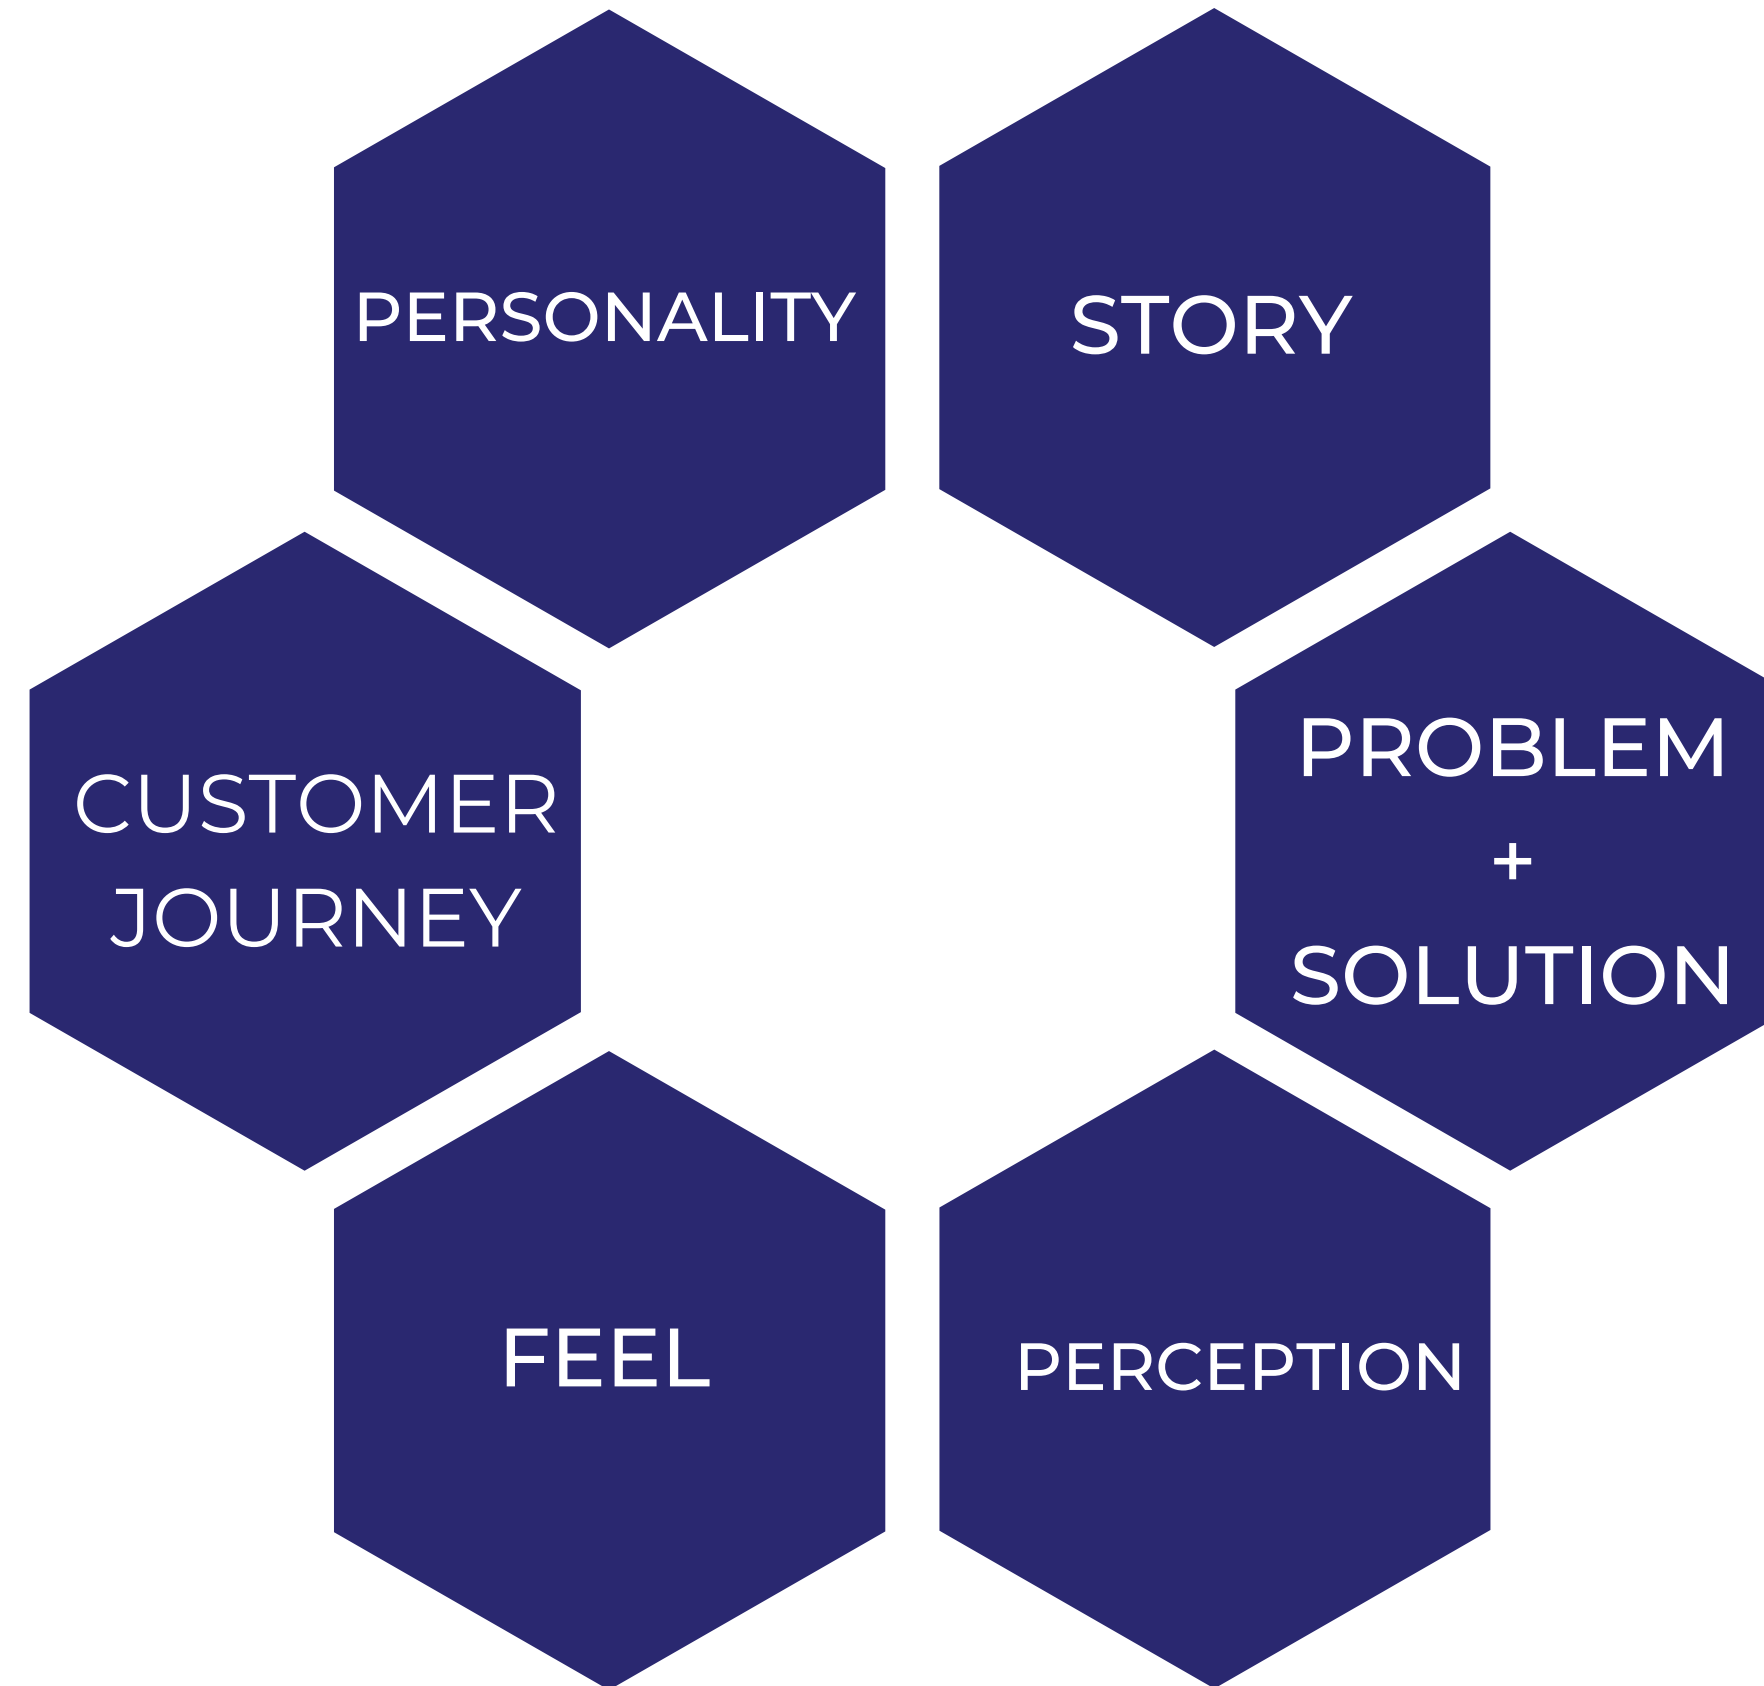 PERSONALITY
STORY
CUSTOMER
JOURNEY
PROBLEM
+
SOLUTION
FEEL
PERCEPTION